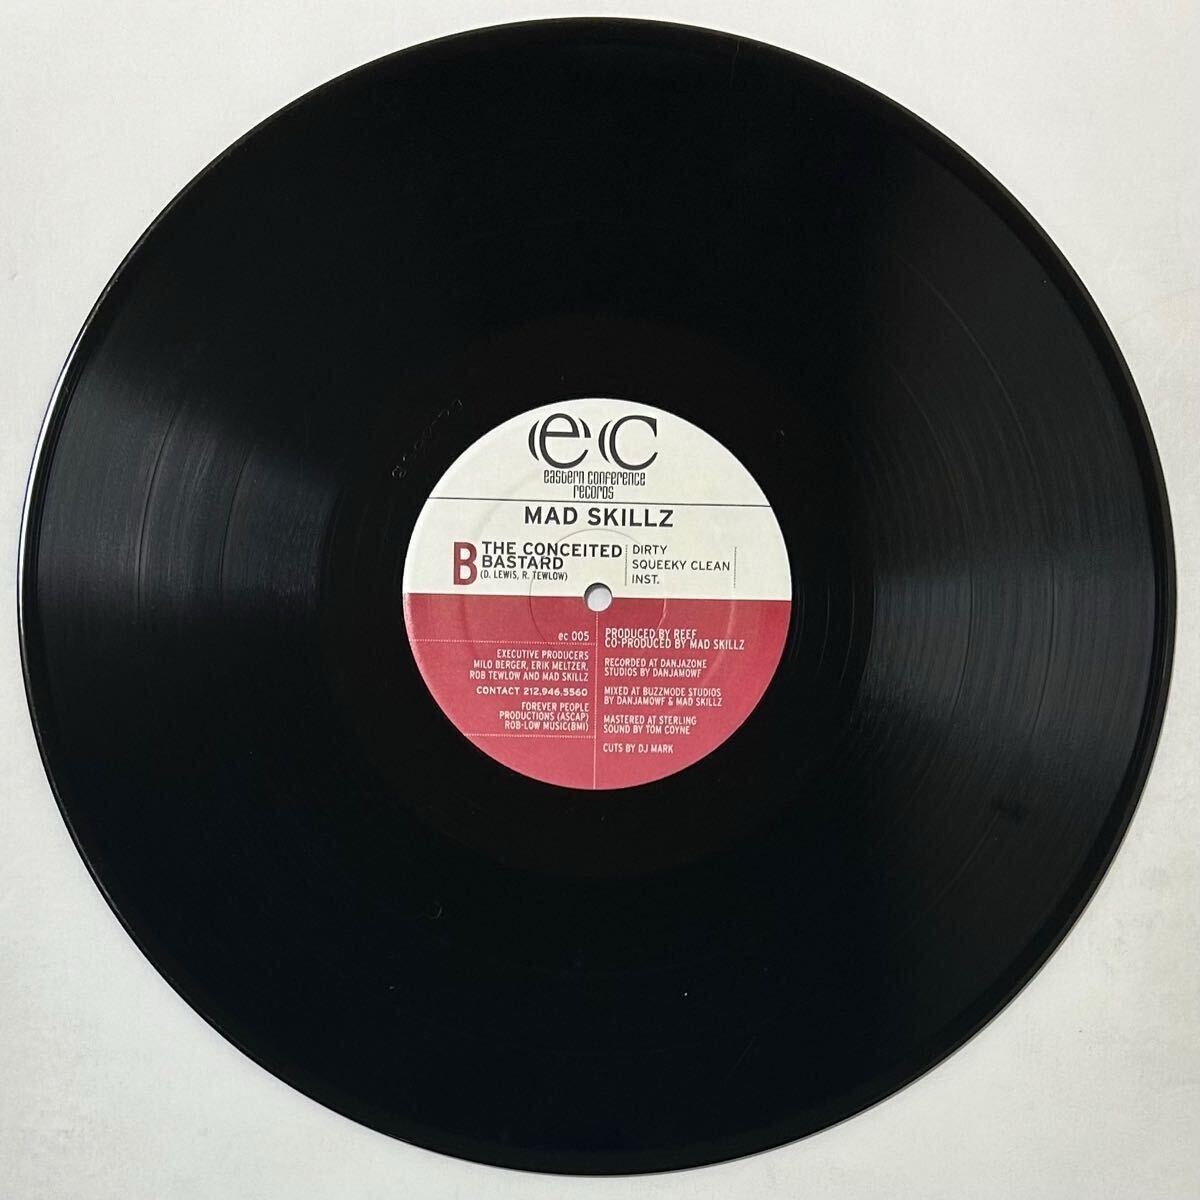 ec
eastern conference
records
MAD SKILLZ
B
THE CONCEITED
BASTARD
(D. LEWIS, R. TEWLOW)
DIRTY
SQUEEKY CLEAN
INST.
ec 005
EXECUTIVE PRODUCERS
MILO BERGER, ERIK MELTZER,
ROB TEWLOW AND MAD SKILLZ
CONTACT 212.946.5560
FOREVER PEOPLE
PRODUCTIONS (ASCAP)
ROB-LOW MUSIC(BMI)
PRODUCED BY REEF
CO-PRODUCED BY MAD SKILLZ
RECORDED AT DANJAZONE
STUDIOS BY DANJAMOWF
MIXED AT BUZZMODE STUDIOS
BY DANJAMOWF & MAD SKILLZ
MASTERED AT STERLING
SOUND BY TOM COYNE
CUTS BY DJ MARK